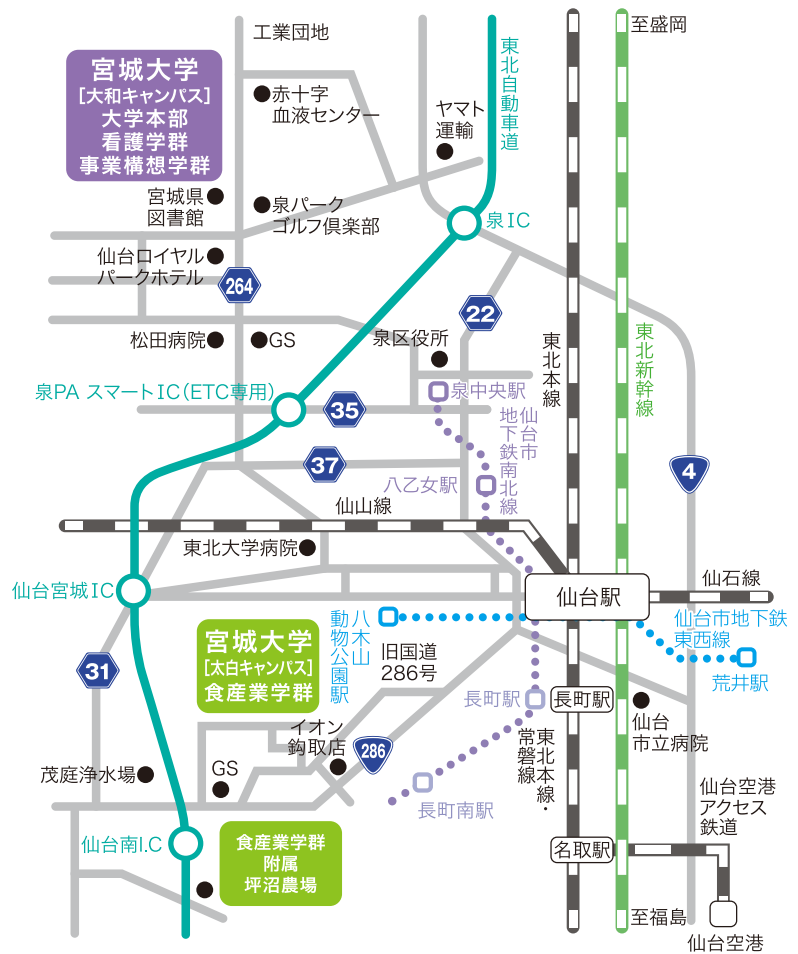 工業団地
至盛岡
宮城大学
[大和キャンパス]
大学本部
看護学群
事業構想学群
赤十字
血液センター
東北自動車道
ヤマト
運輸
宮城県
図書館
泉パーク
ゴルフ倶楽部
泉IC
仙台ロイヤル
パークホテル
264
22
松田病院
GS
泉区役所
東北本線
東北新幹線
泉PA スマートIC(ETC専用)
35
泉中央駅
仙台市
地下鉄南北線
37
八乙女駅
4
仙山線
東北大学病院
仙台宮城IC
仙台駅
仙石線
宮城大学
[太白キャンパス]
食産業学群
八木山
動物公園駅
旧国道
286号
仙台市地下鉄
東西線
荒井駅
31
長町駅
長町駅
仙台
市立病院
イオン
鈎取店
286
東北本線・
常磐線
茂庭浄水場
GS
長町南駅
仙台空港
アクセス
鉄道
仙台南I.C
食産業学群
附属
坪沼農場
名取駅
至福島
仙台空港